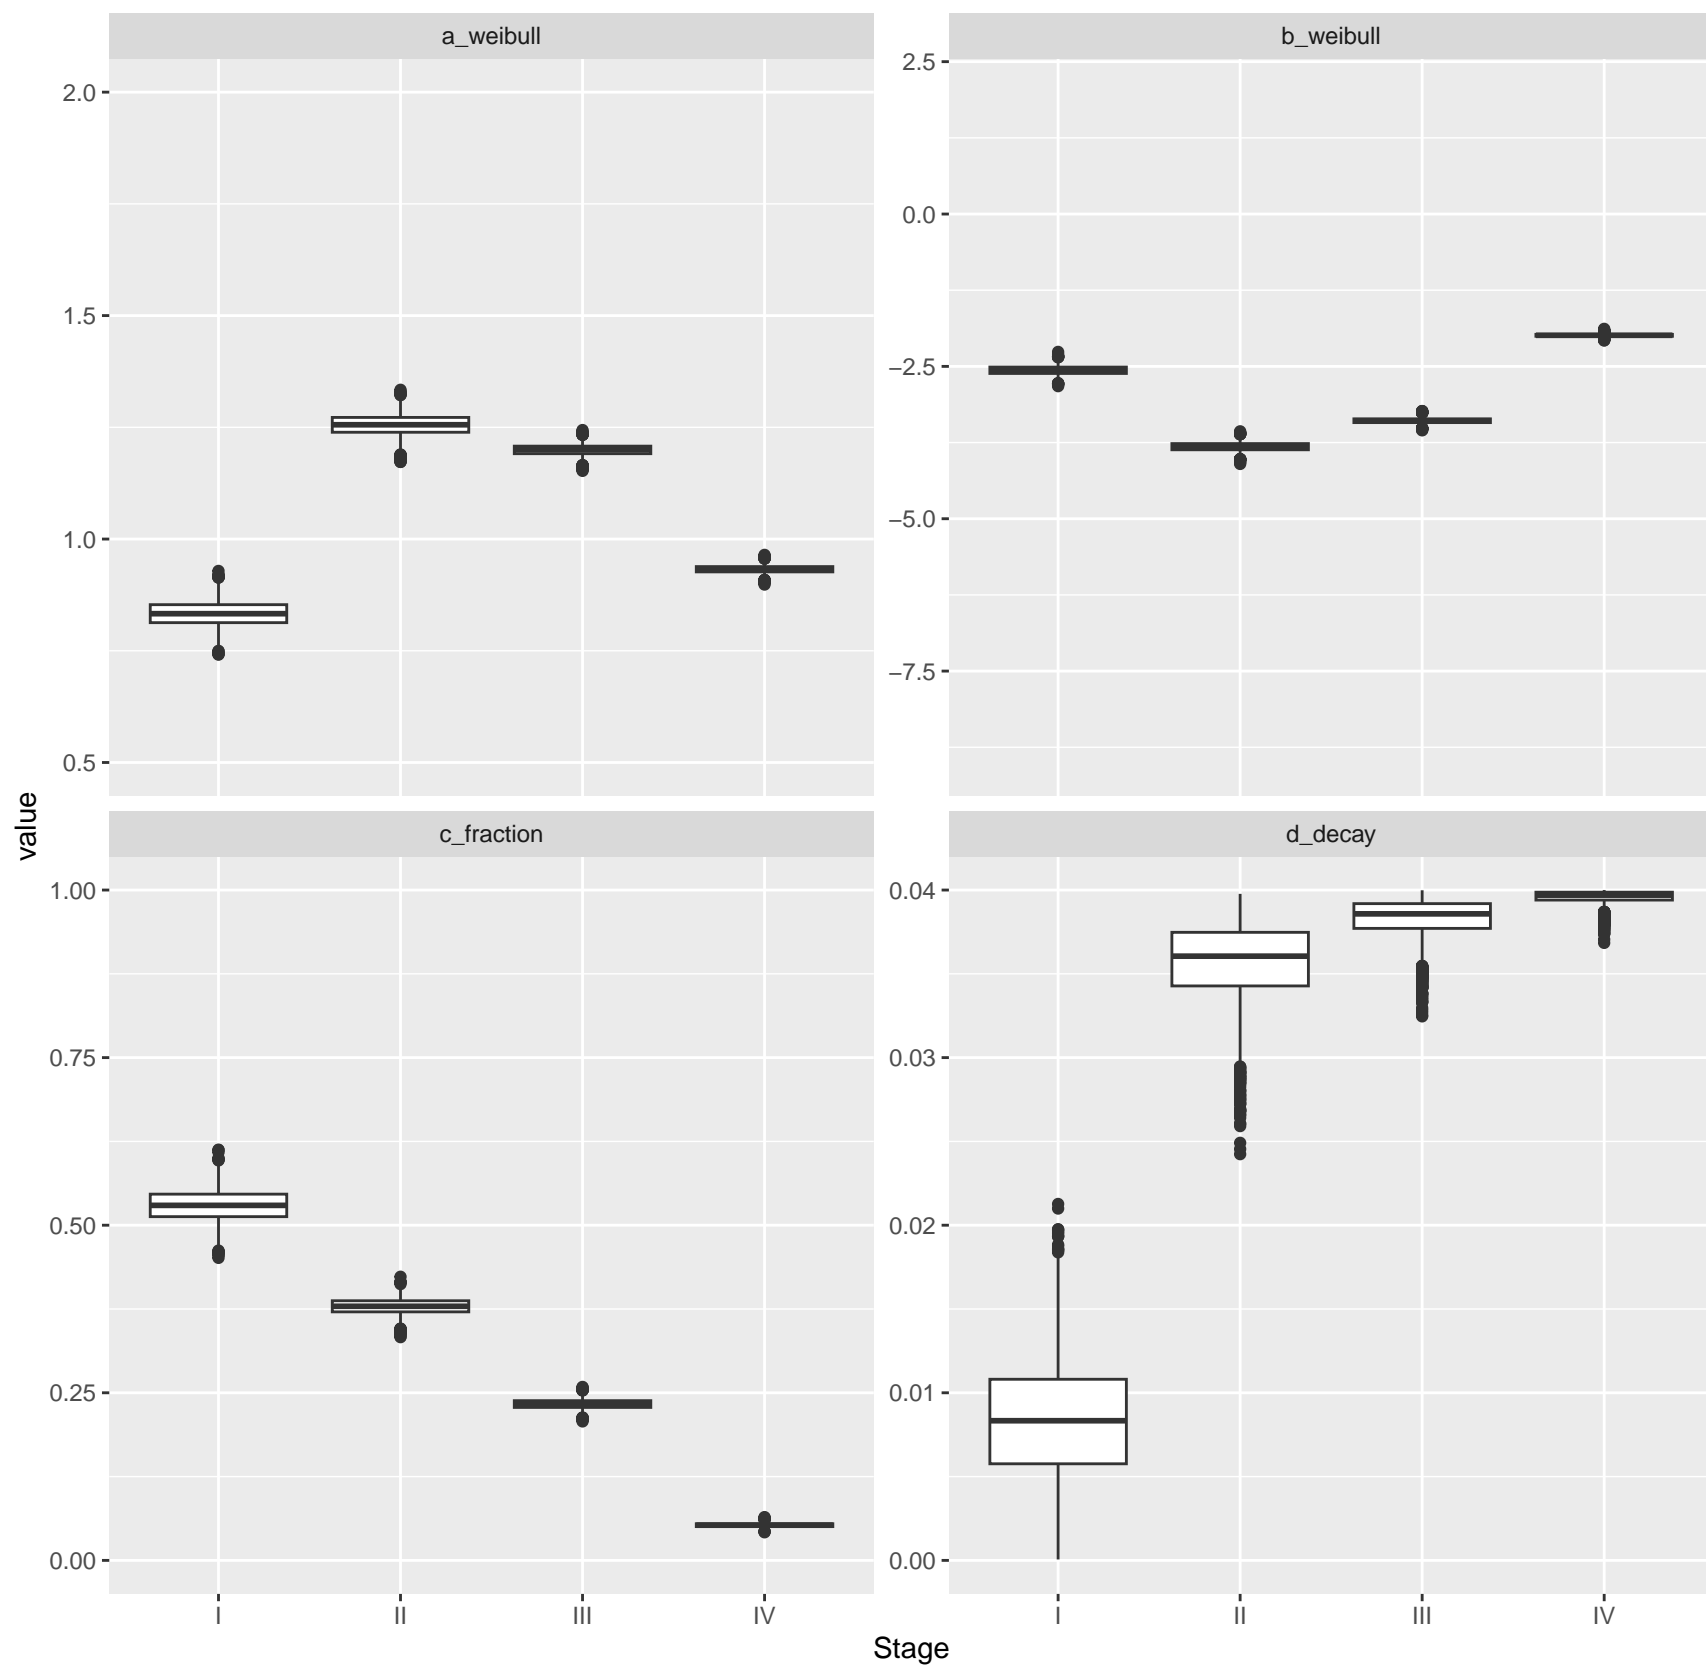 a_weibull
b_weibull
2.0
1.5
1.0
0.5
2.5
0.0
−2.5
−5.0
−7.5
value
c_fraction
d_decay
1.00
0.75
0.50
0.25
0.00
0.04
0.03
0.02
0.01
0.00
I II III IV
I II III IV
Stage